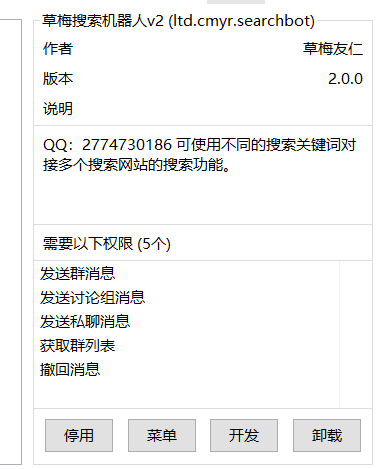 草梅搜索机器人v2 (ltd.cmyr.searchbot)
作者 草梅友仁
版本 2.0.0
说明
QQ：2774730186 可使用不同的搜索关键词对
接多个搜索网站的搜索功能。
需要以下权限 (5个)
发送群消息
发送讨论组消息
发送私聊消息
获取群列表
撤回消息
停用 菜单 开发 卸载